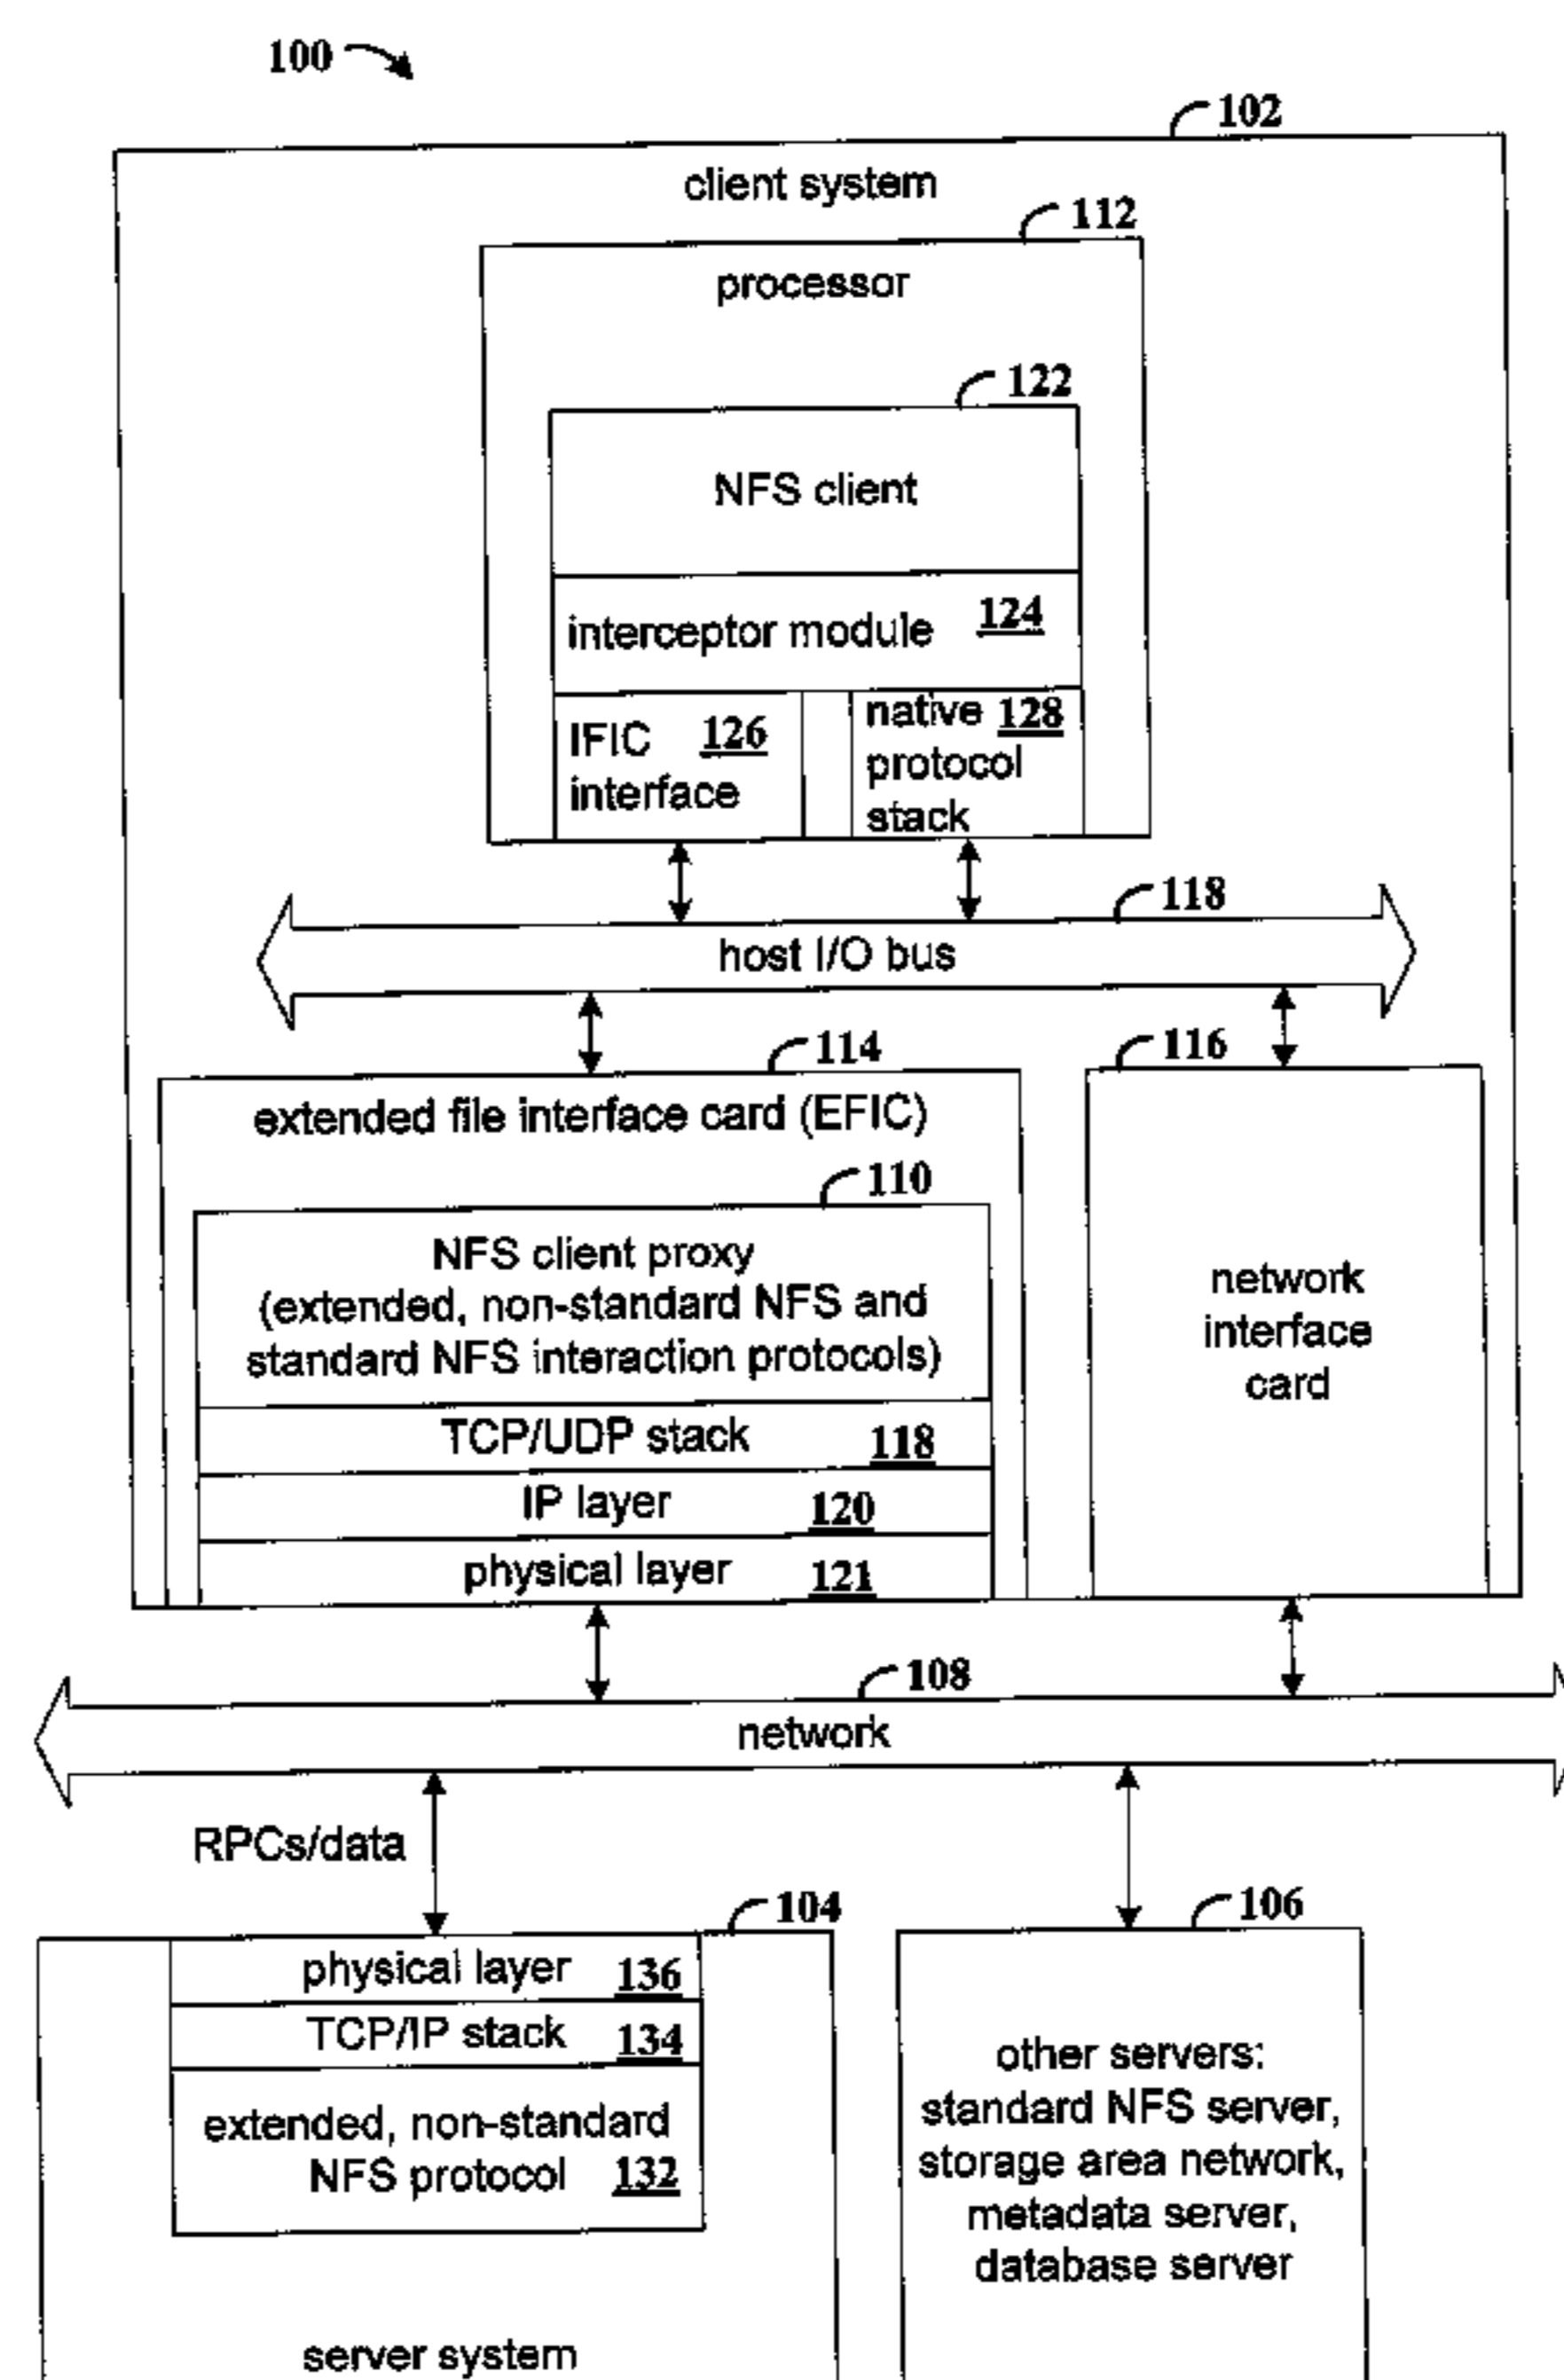 100
102
client system
112
processor
122
NFS client
interceptor module 124
IFIC 126
interface
native 128
protocol
stack
118
host I/O bus
114
116
extended file interface card (EFIC)
110
NFS client proxy
(extended, non-standard NFS and
standard NFS interaction protocols)
TCP/UDP stack 118
IP layer 120
physical layer 121
network
interface
card
108
network
RPCs/data
104
106
physical layer 136
TCP/IP stack 134
extended, non-standard
NFS protocol 132
server system
other servers:
standard NFS server,
storage area network,
metadata server,
database server